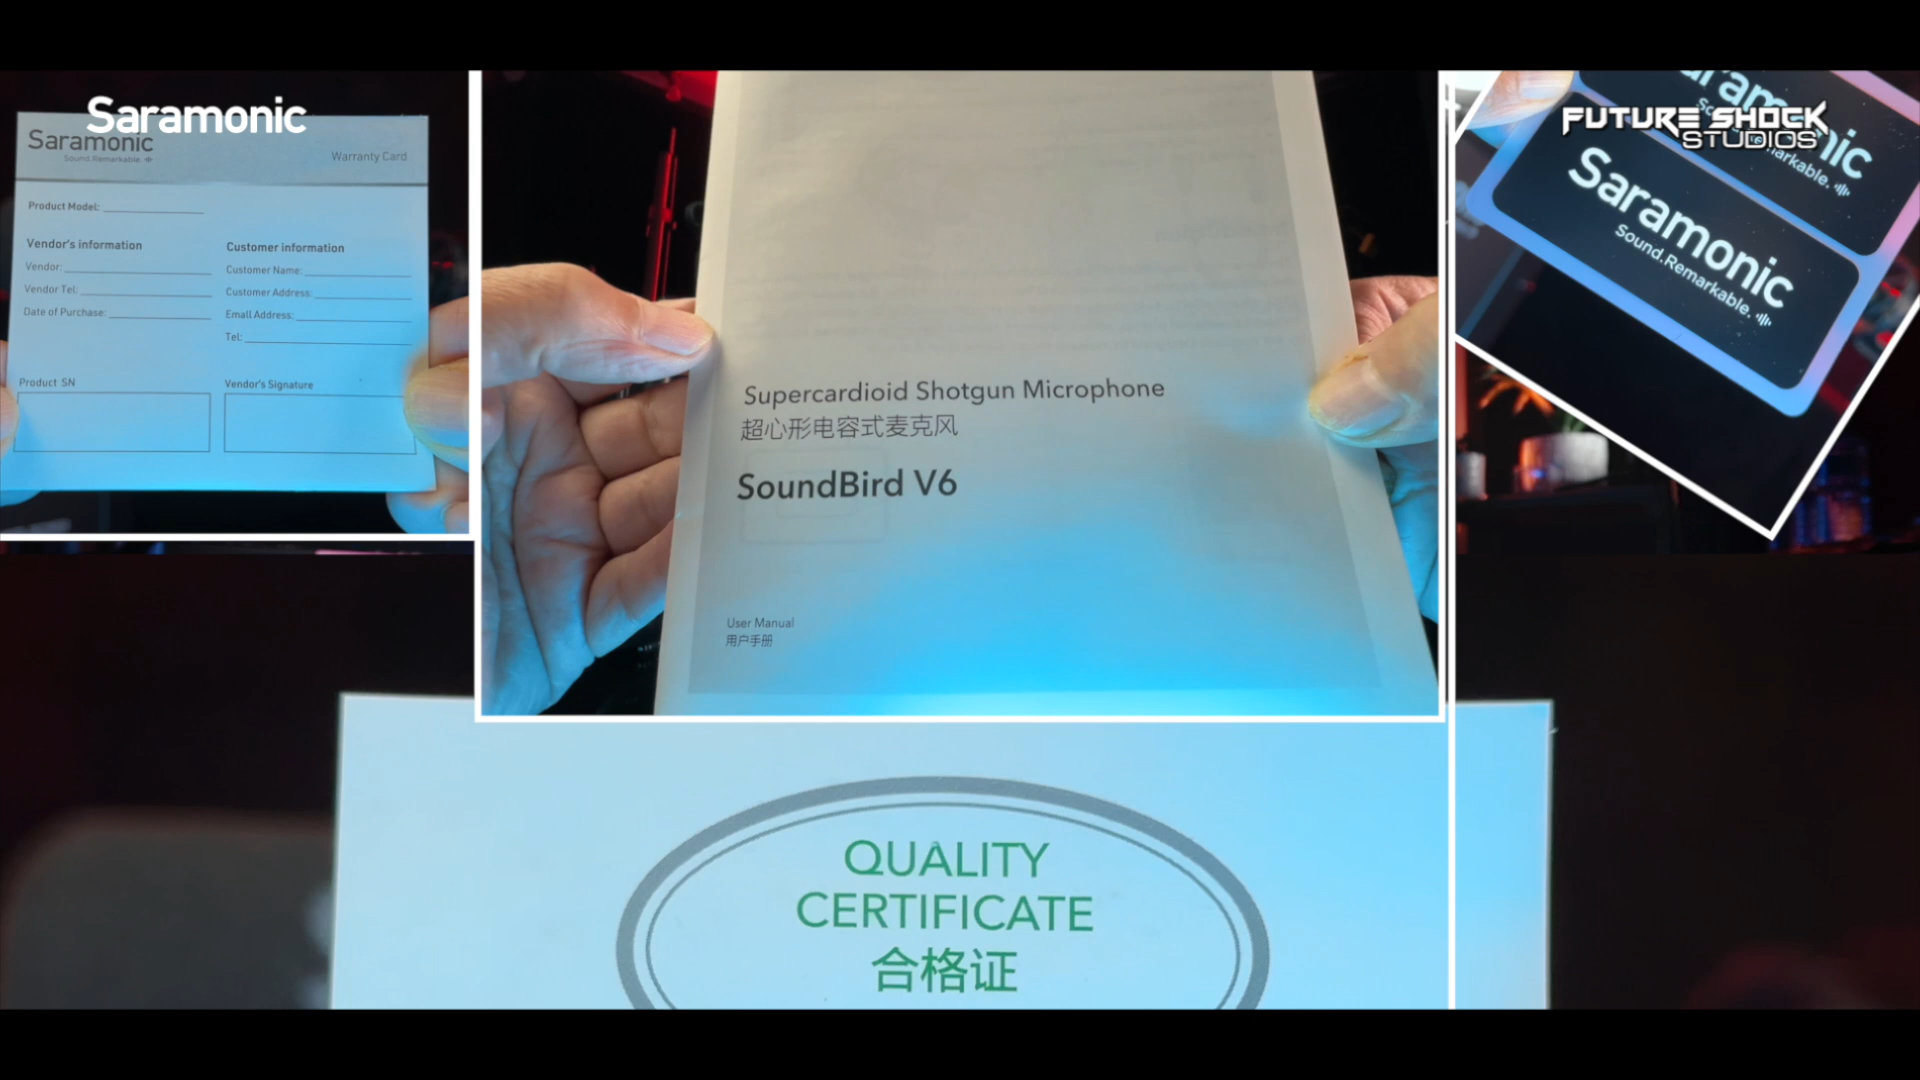 Saramonic
Saramonic
Sound.Remarkable.
Warranty Card
Product Model:
Vendor's information
Vendor:
Vendor Tel:
Date of Purchase:
Customer information
Customer Name:
Customer Address:
Email Address:
Tel:
Product SN
Vendor's Signature
Supercardioid Shotgun Microphone
超心形电容式麦克风
SoundBird V6
User Manual
用户手册
FUTURE SHOCK
STUDIOS
Saramonic
Sound.Remarkable.
QUALITY
CERTIFICATE
合格证